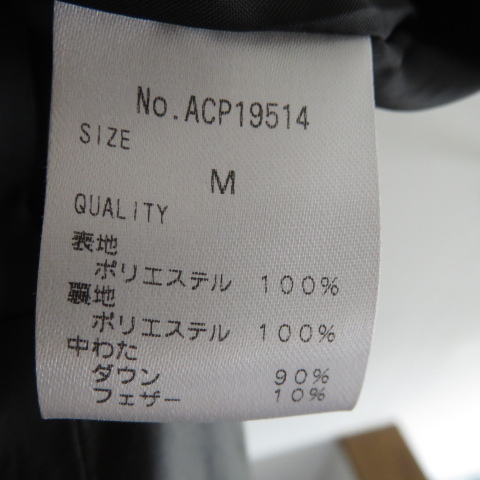 No.ACP19514
SIZE
M
QUALITY
表地
ポリエステル 100%
裏地
ポリエステル 100%
中わた
ダウン 90%
フェザー 10%